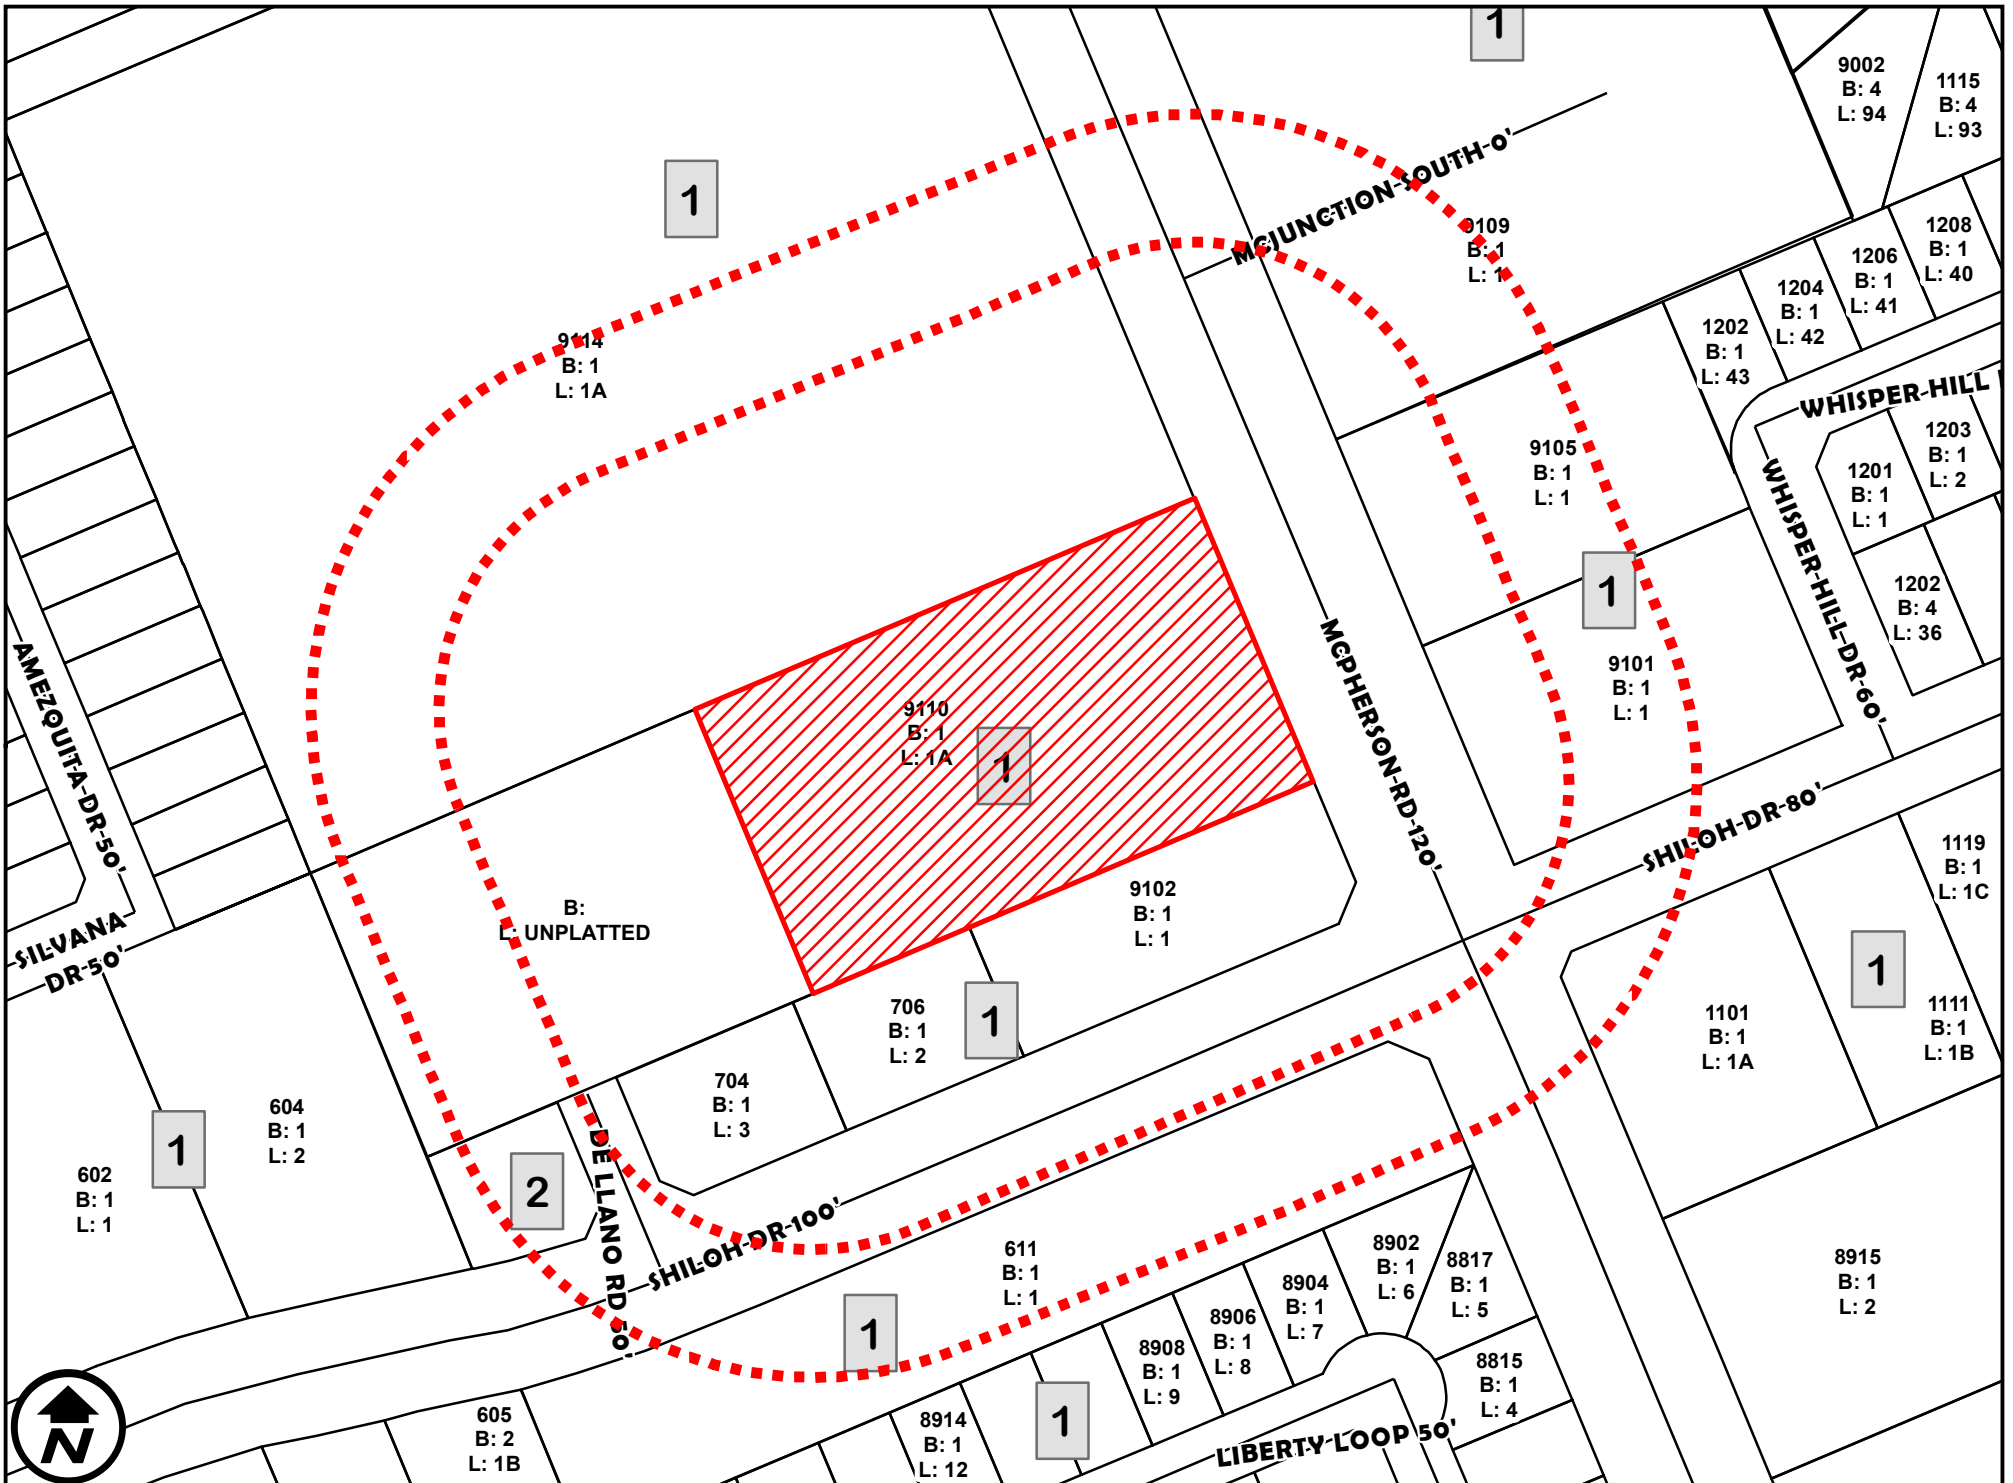 1
9002
B: 4
L: 94
1115
B: 4
L: 93
MCJUNCTION-SOUTH-0'
1
9109
B: 1
L: 1
1208
B: 1
L: 40
1206
B: 1
L: 41
1204
B: 1
L: 42
1202
B: 1
L: 43
9114
B: 1
L: 1A
WHISPER-HILL
1203
B: 1
L: 2
9105
B: 1
L: 1
1201
B: 1
L: 1
WHISPER-HILL-DR-60'
1
1202
B: 4
L: 36
MCPHERSON-RD-120'
9101
B: 1
L: 1
AMEZQUITA-DR-50'
9110
B: 1
L: 1A
1
SHILOH-DR-80'
1119
B: 1
L: 1C
9102
B: 1
L: 1
B:
L: UNPLATTED
SILVANA
DR-50'
1
706
B: 1
L: 2
1
1101
B: 1
L: 1A
1111
B: 1
L: 1B
704
B: 1
L: 3
604
B: 1
L: 2
1
602
B: 1
L: 1
2
DE LLANO RD 50'
SHILOH-DR-100'
611
B: 1
L: 1
8902
B: 1
L: 6
8817
B: 1
L: 5
8915
B: 1
L: 2
8904
B: 1
L: 7
8906
B: 1
L: 8
1
8908
B: 1
L: 9
8815
B: 1
L: 4
1
605
B: 2
L: 1B
8914
B: 1
L: 12
LIBERTY LOOP 50'
N